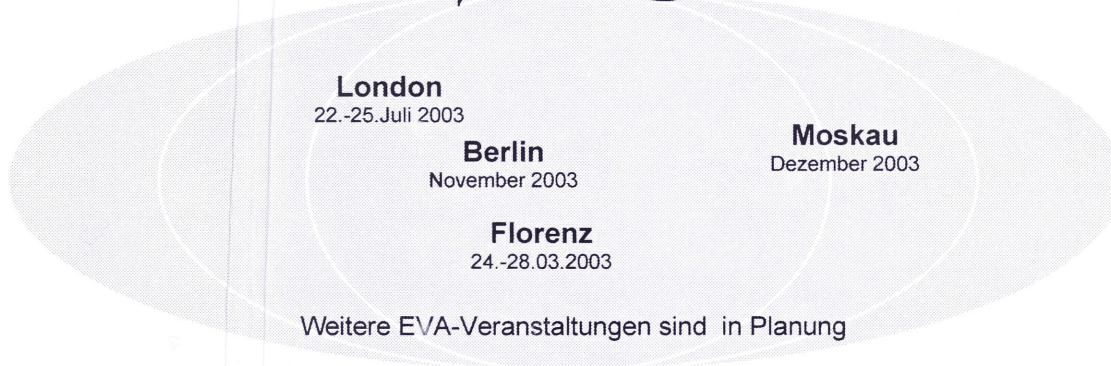 London
22.-25.Juli 2003
Berlin
November 2003
Moskau
Dezember 2003
Florenz
24.-28.03.2003
Weitere EVA-Veranstaltungen sind in Planung